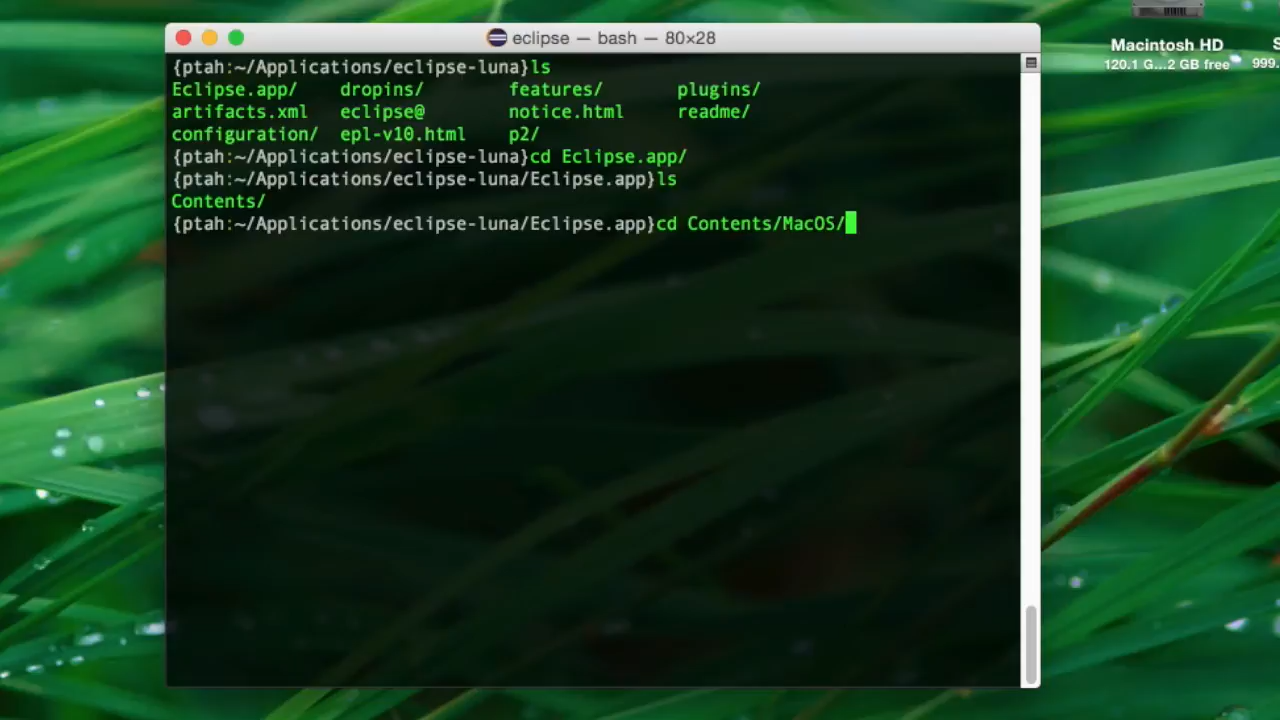 eclipse — bash — 80×28
{ptah:~/Applications/eclipse-luna}ls
Eclipse.app/ dropins/ features/ plugins/
artifacts.xml eclipse@ notice.html readme/
configuration/ epl-v10.html p2/
{ptah:~/Applications/eclipse-luna}cd Eclipse.app/
{ptah:~/Applications/eclipse-luna/Eclipse.app}ls
Contents/
{ptah:~/Applications/eclipse-luna/Eclipse.app}cd Contents/MacOS/
Macintosh HD
120.1 G...2 GB free
S
999.